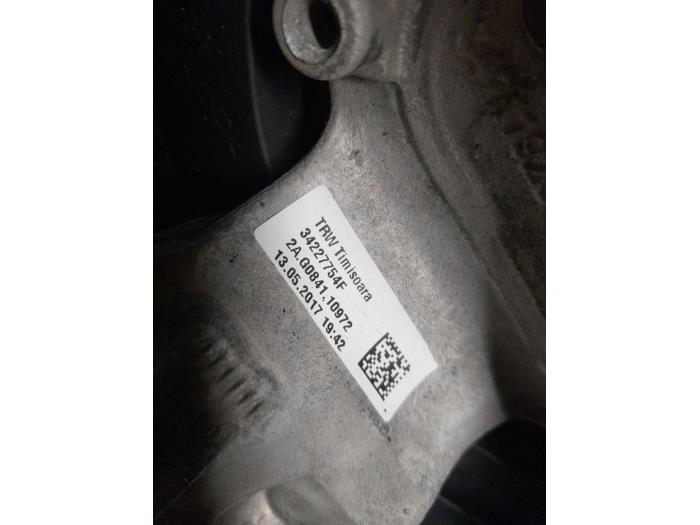 TRW Timisoara
34227754F
2A.G0841.10972
13.05.2017 19:42